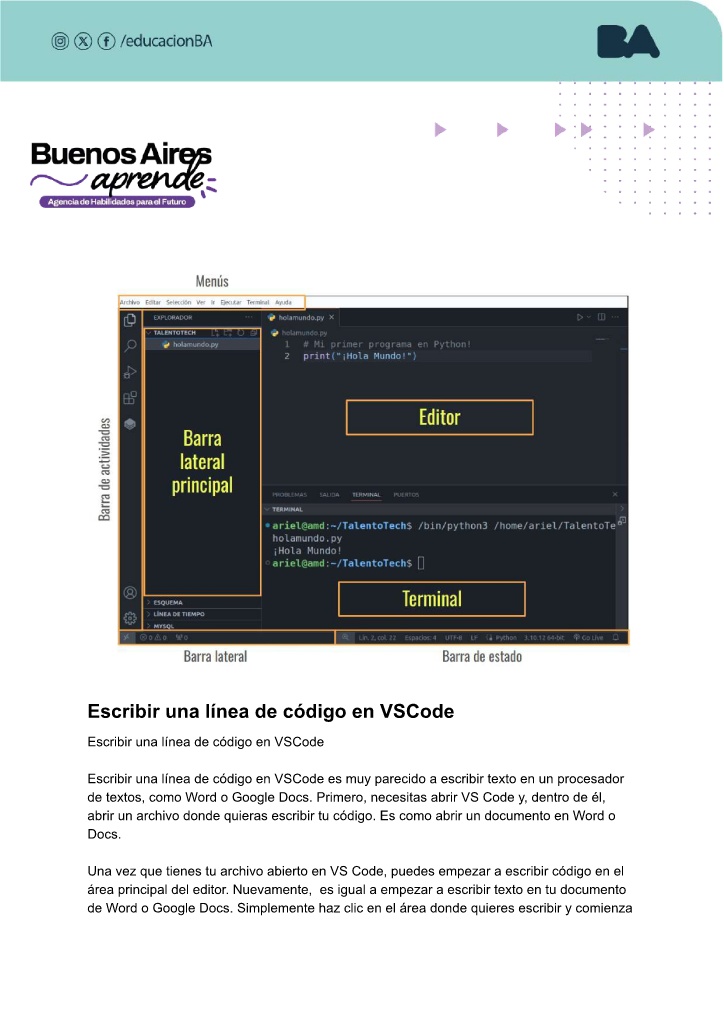 /educacionBA
BA
Buenos Aires
aprende
Agencia de Habilidades para el Futuro
Menús
Archivo Editar Selección Ver Ir Ejecutar Terminal Ayuda
EXPLORADOR
holamundo.py
TALENTOTECH
holamundo.py
holamundo.py
1 # Mi primer programa en Python!
2 print("¡Hola Mundo!")
Editor
Barra de actividades
Barra
lateral
principal
PROBLEMAS SALIDA TERMINAL PUERTOS
TERMINAL
ariel@amd:~/TalentoTech$ /bin/python3 /home/ariel/TalentoTe
holamundo.py
¡Hola Mundo!
ariel@amd:~/TalentoTech$
Terminal
ESQUEMA
LÍNEA DE TIEMPO
MYSQL
0 0 0
Lín. 2, col. 22 Espacios: 4 UTF-8 LF Python 3.10.12 64-bit Go Live
Barra lateral
Barra de estado
Escribir una línea de código en VSCode
Escribir una línea de código en VSCode
Escribir una línea de código en VSCode es muy parecido a escribir texto en un procesador
de textos, como Word o Google Docs. Primero, necesitas abrir VS Code y, dentro de él,
abrir un archivo donde quieras escribir tu código. Es como abrir un documento en Word o
Docs.
Una vez que tienes tu archivo abierto en VS Code, puedes empezar a escribir código en el
área principal del editor. Nuevamente,  es igual a empezar a escribir texto en tu documento
de Word o Google Docs. Simplemente haz clic en el área donde quieres escribir y comienza